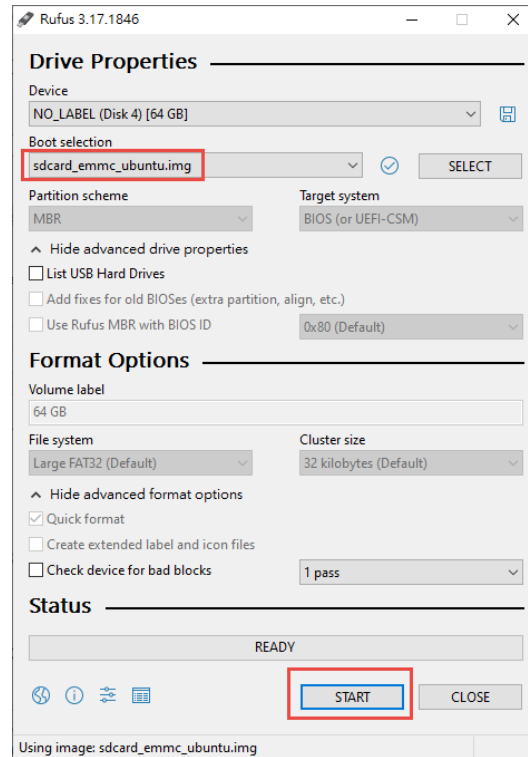 Rufus 3.17.1846
Drive Properties
Device
NO_LABEL (Disk 4) [64 GB]
Boot selection
sdcard_emmc_ubuntu.img
SELECT
Partition scheme
Target system
MBR
BIOS (or UEFI-CSM)
Hide advanced drive properties
List USB Hard Drives
Add fixes for old BIOSes (extra partition, align, etc.)
Use Rufus MBR with BIOS ID
0x80 (Default)
Format Options
Volume label
64 GB
File system
Cluster size
Large FAT32 (Default)
32 kilobytes (Default)
Hide advanced format options
Quick format
Create extended label and icon files
Check device for bad blocks
1 pass
Status
READY
START
CLOSE
Using image: sdcard_emmc_ubuntu.img